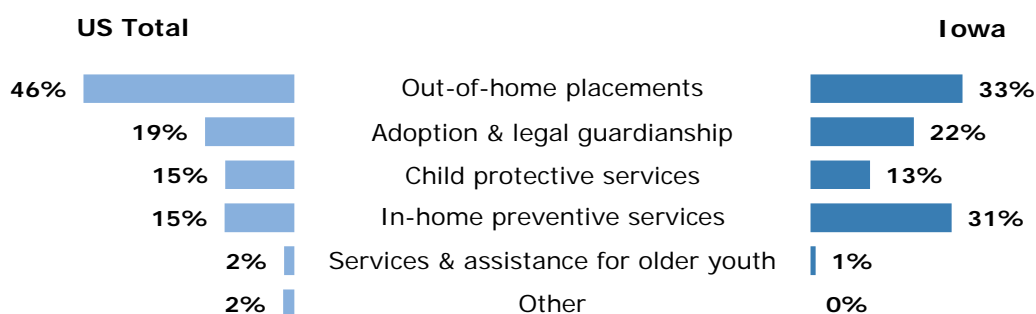 US Total Iowa
46% Out-of-home placements 33%
19% Adoption & legal guardianship 22%
15% Child protective services 13%
15% In-home preventive services 31%
2% Services & assistance for older youth 1%
2% Other 0%